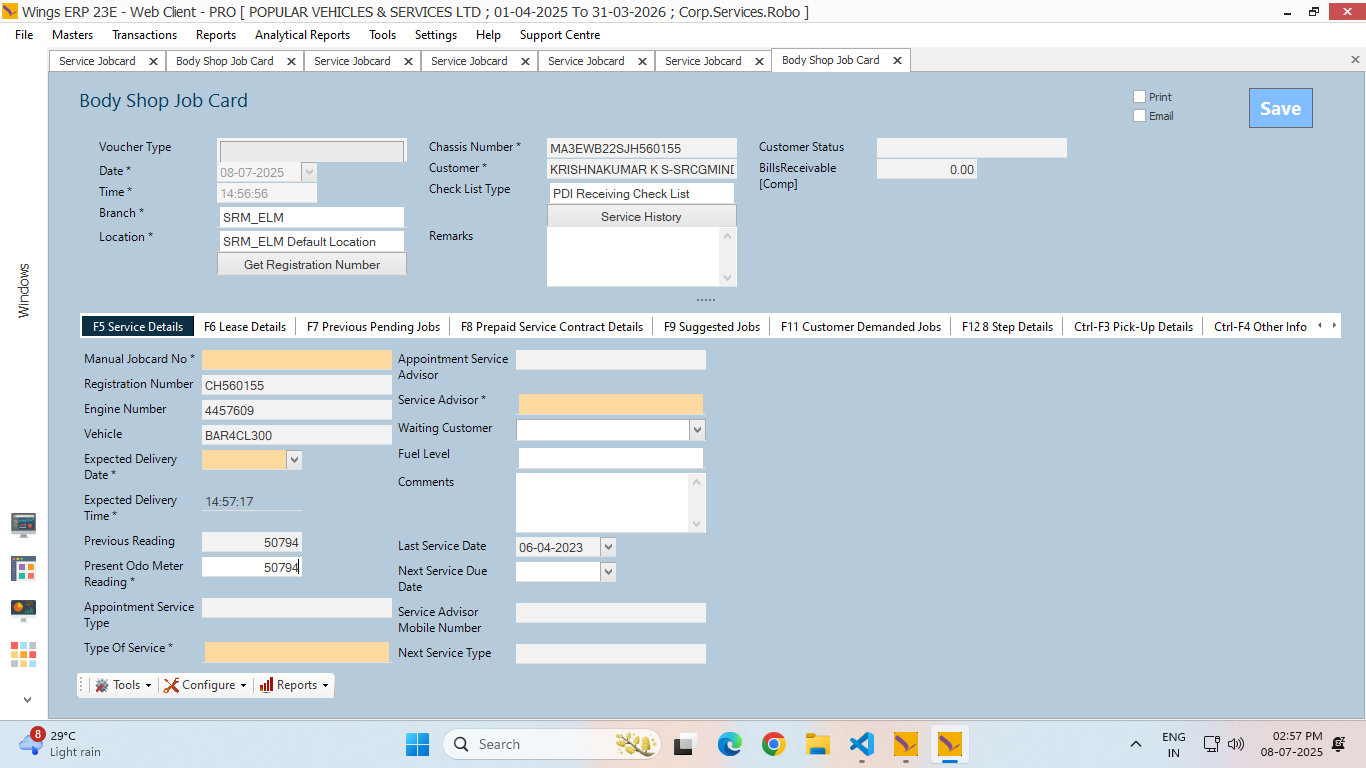 Wings ERP 23E - Web Client - PRO [ POPULAR VEHICLES & SERVICES LTD ; 01-04-2025 To 31-03-2026 ; Corp.Services.Robo ]
File Masters Transactions Reports Analytical Reports Tools Settings Help Support Centre
Service Jobcard Body Shop Job Card Service Jobcard Service Jobcard Service Jobcard Service Jobcard Body Shop Job Card
Body Shop Job Card
Print
Email
Save
Voucher Type
Date *
08-07-2025
Time *
14:56:56
Branch *
SRM_ELM
Location *
SRM_ELM Default Location
Get Registration Number
Chassis Number *
MA3EWB22SJH560155
Customer *
KRISHNAKUMAR K S-SRCGMIND
Check List Type
PDI Receiving Check List
Service History
Remarks
Customer Status
BillsReceivable
[Comp]
0.00
Windows
F5 Service Details F6 Lease Details F7 Previous Pending Jobs F8 Prepaid Service Contract Details F9 Suggested Jobs F11 Customer Demanded Jobs F12 8 Step Details Ctrl-F3 Pick-Up Details Ctrl-F4 Other Info
Manual Jobcard No *
Registration Number
CH560155
Engine Number
4457609
Vehicle
BAR4CL300
Expected Delivery
Date *
Expected Delivery
Time *
14:57:17
Previous Reading
50794
Present Odo Meter
Reading *
50794
Appointment Service
Type
Type Of Service *
Appointment Service
Advisor
Service Advisor *
Waiting Customer
Fuel Level
Comments
Last Service Date
06-04-2023
Next Service Due
Date
Service Advisor
Mobile Number
Next Service Type
Tools Configure Reports
8
29°C
Light rain
Search
ENG
IN
02:57 PM
08-07-2025